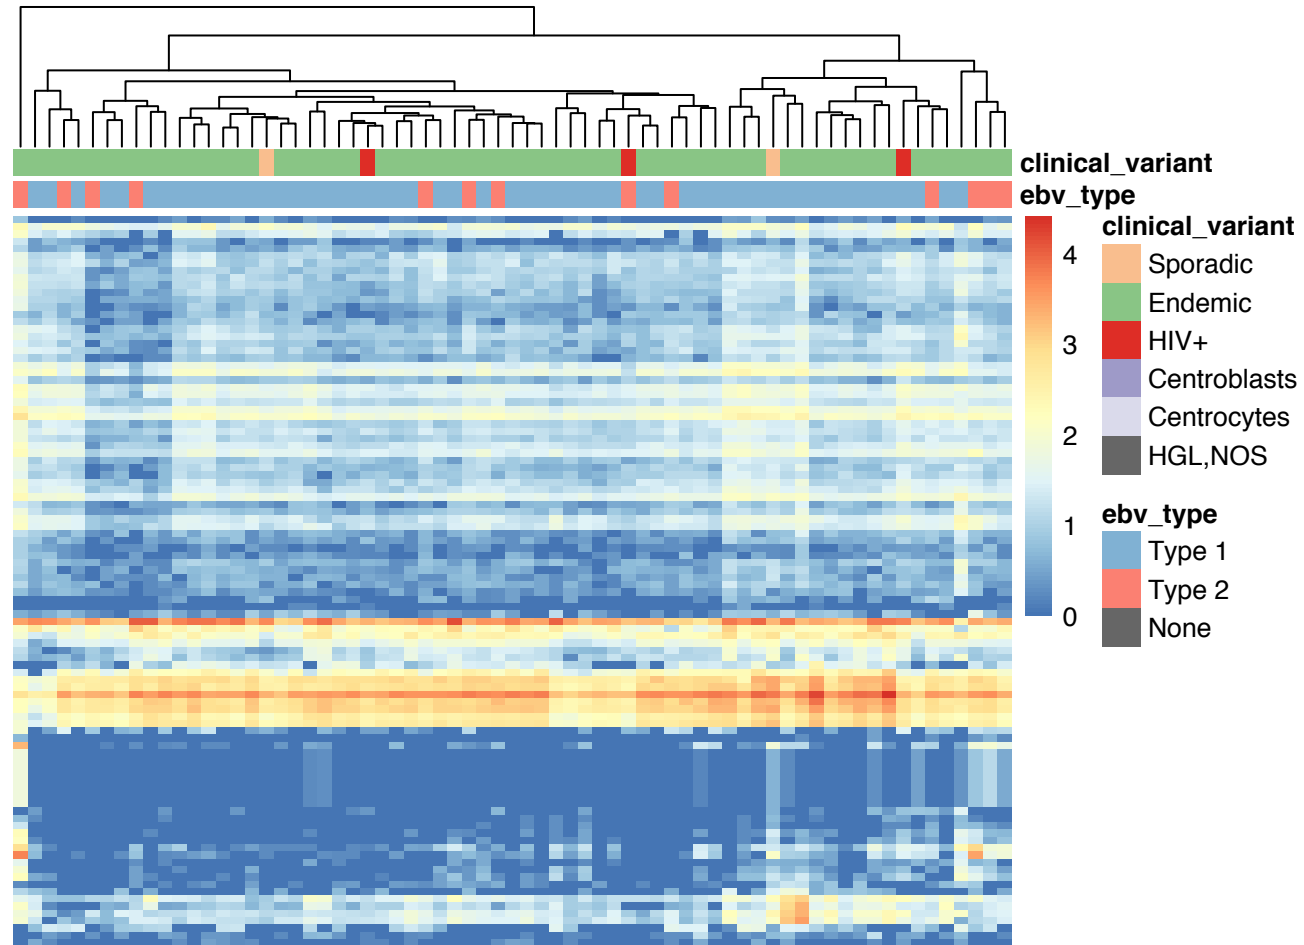 clinical_variant
ebv_type
4
3
2
1
0
clinical_variant
Sporadic
Endemic
HIV+
Centroblasts
Centrocytes
HGL,NOS
ebv_type
Type 1
Type 2
None